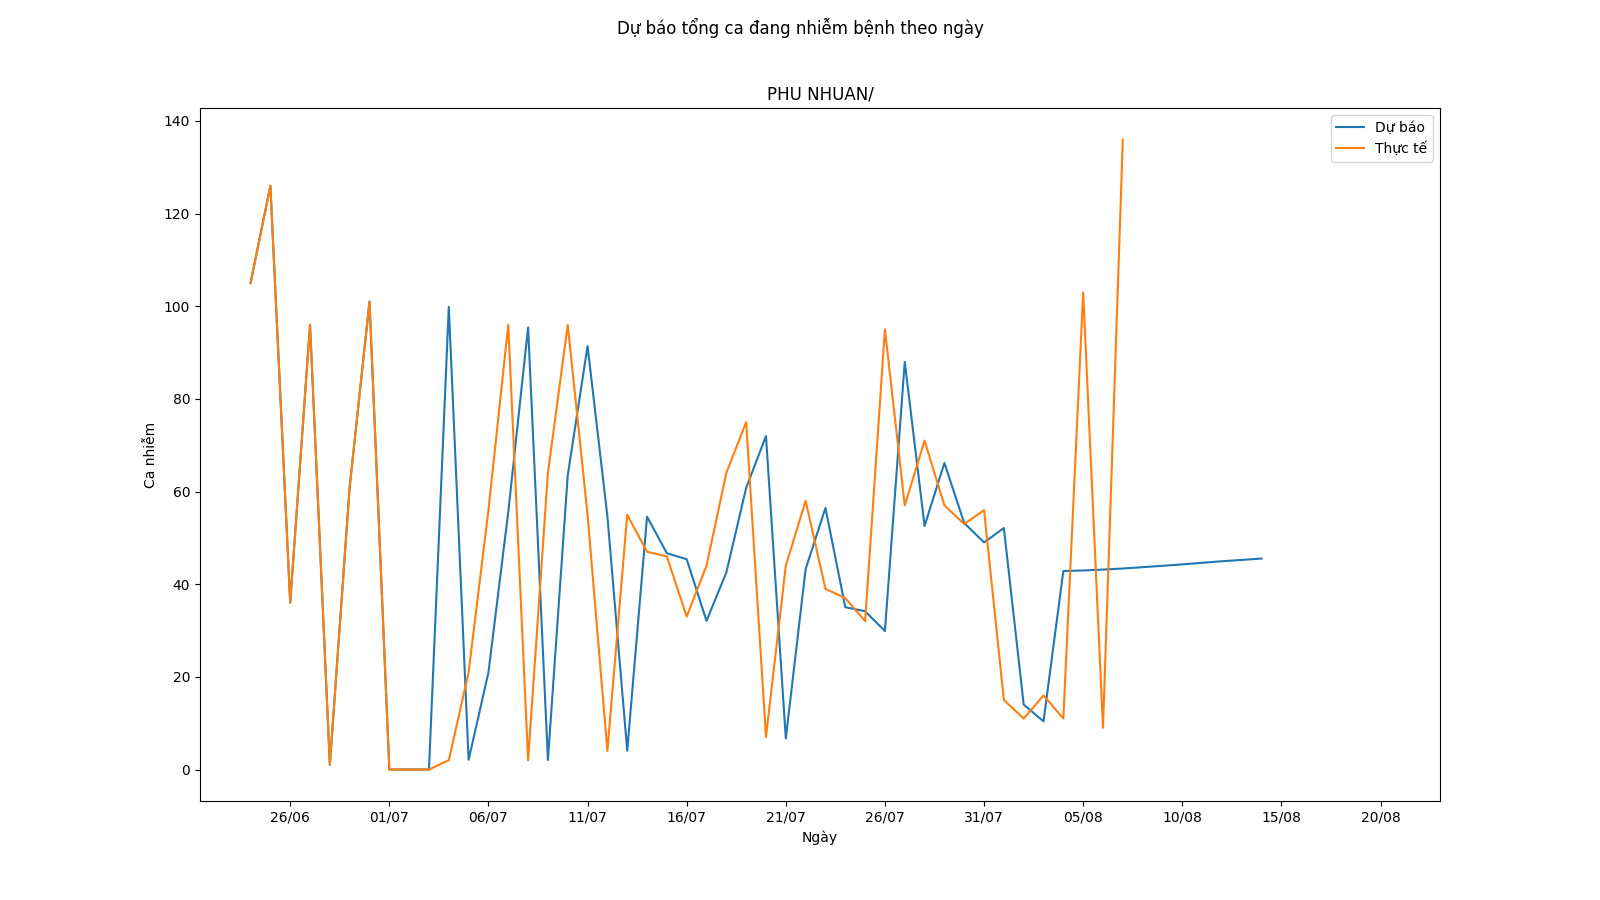 Dự báo tổng ca đang nhiễm bệnh theo ngày
PHU NHUAN/
Dự báo
Thực tế
140
120
100
80
60
40
20
0
Ca nhiễm
26/06 01/07 06/07 11/07 16/07 21/07 26/07 31/07 05/08 10/08 15/08 20/08
Ngày